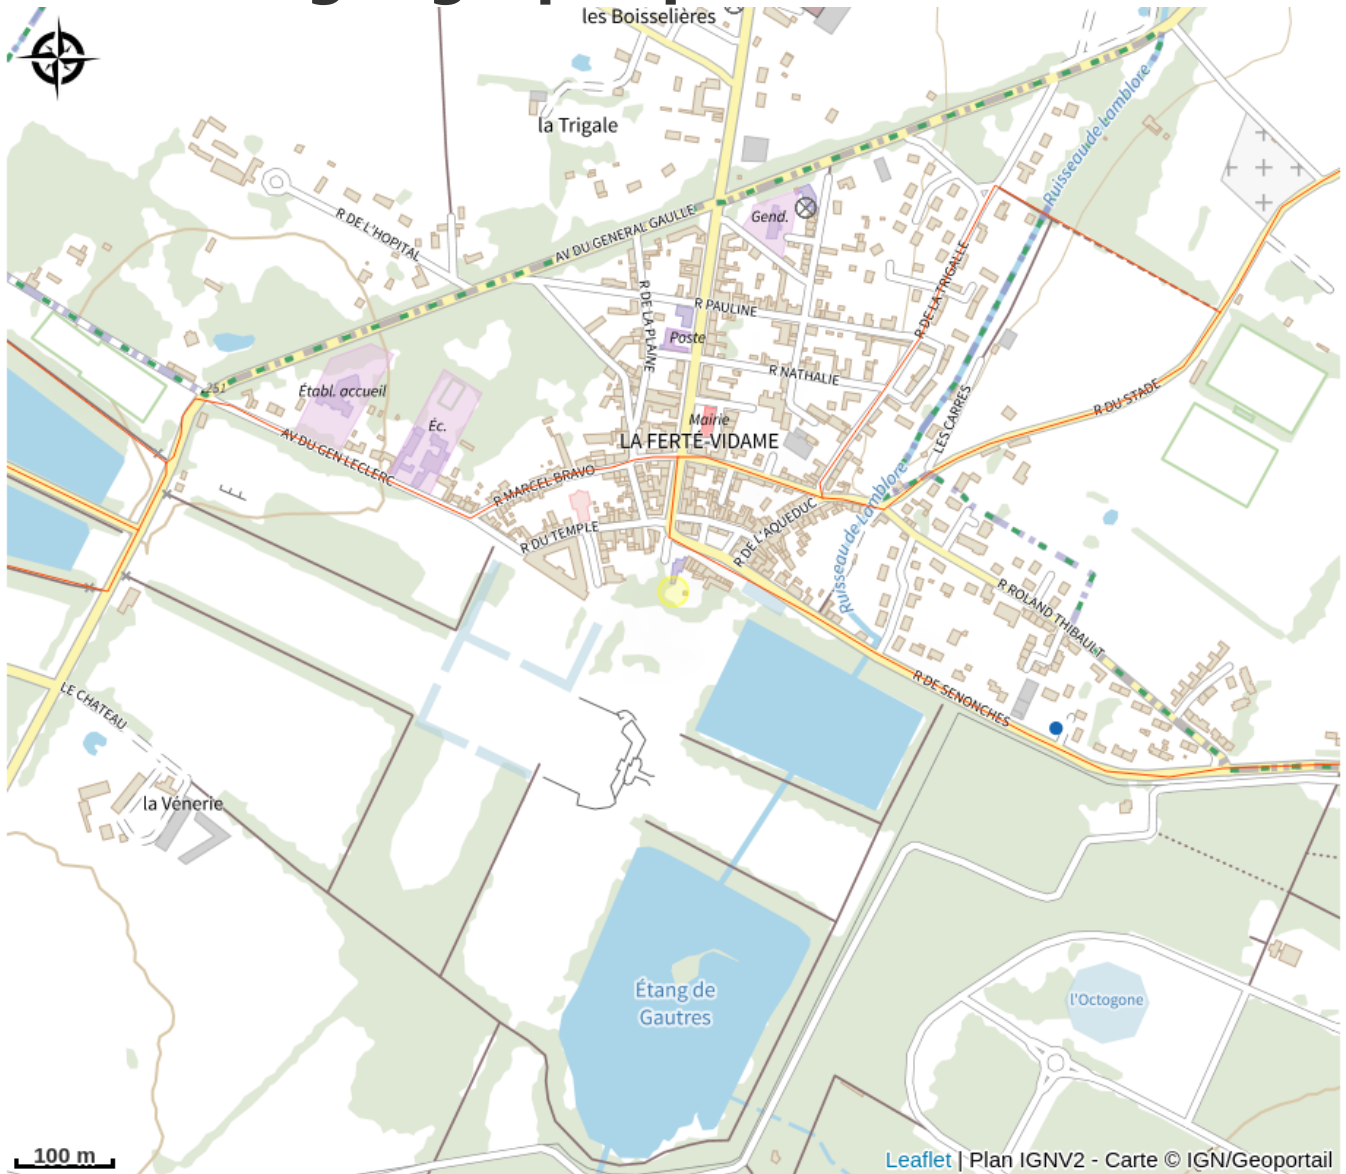 les Boisselières
la Trigale
Ruisseau de Lamblore
R DE L'HOPITAL
AV DU GENERAL GAULLE
Gend.
R DE LA TRIGALLE
R DE LA PLAINE
R PAULINE
Poste
R NATHALIE
251
Établ. accueil
Éc.
Mairie
LA FERTÉ-VIDAME
LES CARRES
R DU STADE
AV DU GEN LECLERC
R MARCEL BRAVO
R DU TEMPLE
R DE L'AQUEDUC
Ruisseau de Lamblore
R ROLAND THIBAULT
R DE SENONCHES
LE CHATEAU
la Vénerie
Étang de
Gautres
l'Octogone
100 m
Leaflet | Plan IGNV2 - Carte © IGN/Geoportail